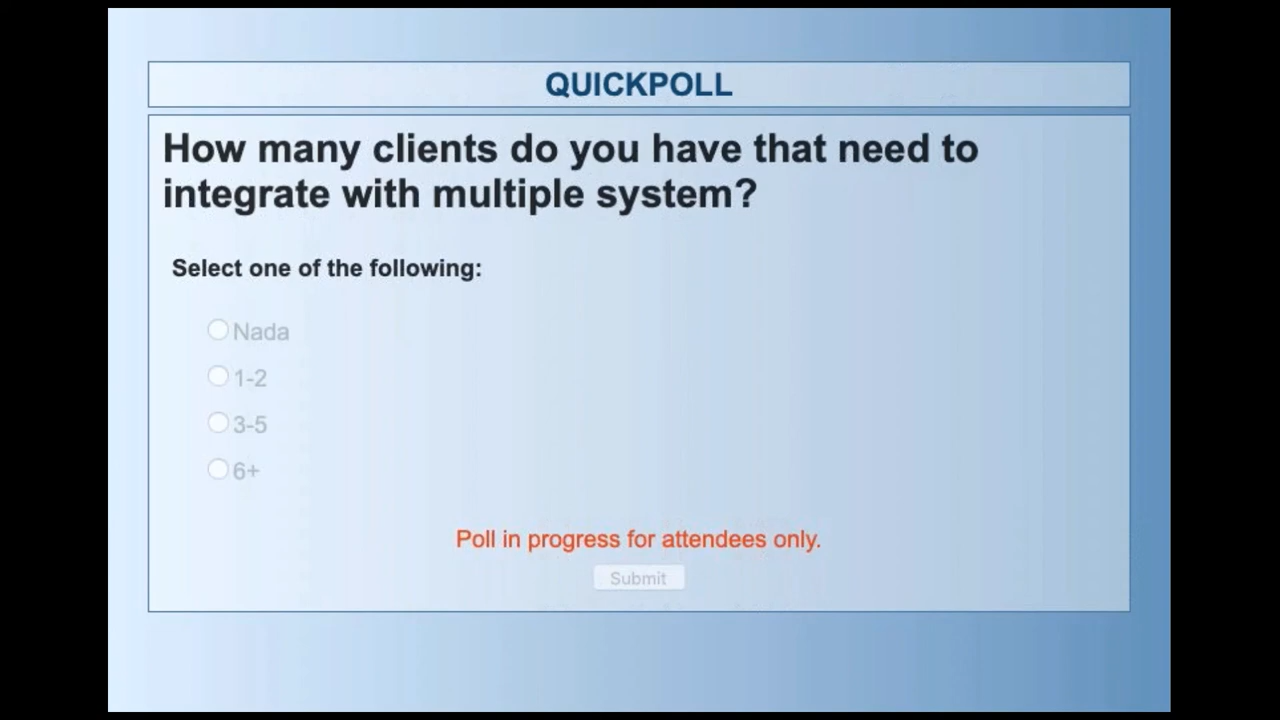 QUICKPOLL
How many clients do you have that need to
integrate with multiple system?
Select one of the following:
Nada
1-2
3-5
6+
Poll in progress for attendees only.
Submit